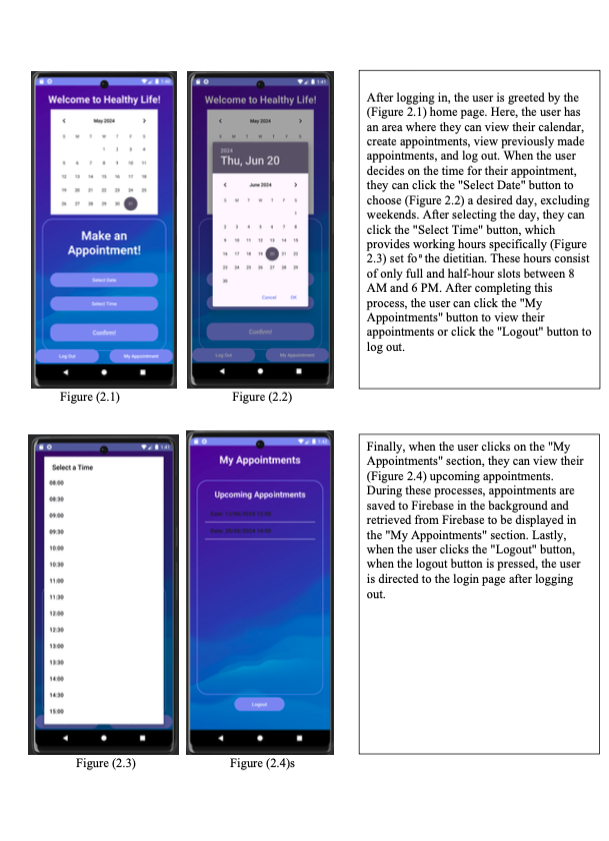 1:41
Welcome to Healthy Life!
May 2024
S M T W T F S
1 2 3 4
5 6 7 8 9 10 11
12 13 14 15 16 17 18
19 20 21 22 23 24 25
26 27 28 29 30 31
Make an
Appointment!
Select Date
Select Time
Confirm!
Log Out My Appointment
Figure (2.1)
1:41
Welcome to Healthy Life!
May 2024
2024
Thu, Jun 20
June 2024
S M T W T F S
1
2 3 4 5 6 7 8
9 10 11 12 13 14 15
16 17 18 19 20 21 22
23 24 25 26 27 28 29
30
Cancel OK
Confirm!
Log Out My Appointment
Figure (2.2)
After logging in, the user is greeted by the
(Figure 2.1) home page. Here, the user has
an area where they can view their calendar,
create appointments, view previously made
appointments, and log out. When the user
decides on the time for their appointment,
they can click the "Select Date" button to
choose (Figure 2.2) a desired day, excluding
weekends. After selecting the day, they can
click the "Select Time" button, which
provides working hours specifically (Figure
2.3) set fo" the dietitian. These hours consist
of only full and half-hour slots between 8
AM and 6 PM. After completing this
process, the user can click the "My
Appointments" button to view their
appointments or click the "Logout" button to
log out.
1:41
Select a Time
08:00
08:30
09:00
09:30
10:00
10:30
11:00
11:30
12:00
12:30
13:00
13:30
14:00
14:30
15:00
Figure (2.3)
1:41
My Appointments
Upcoming Appointments
Logout
Figure (2.4)s
Finally, when the user clicks on the "My
Appointments" section, they can view their
(Figure 2.4) upcoming appointments.
During these processes, appointments are
saved to Firebase in the background and
retrieved from Firebase to be displayed in
the "My Appointments" section. Lastly,
when the user clicks the "Logout" button,
when the logout button is pressed, the user
is directed to the login page after logging
out.